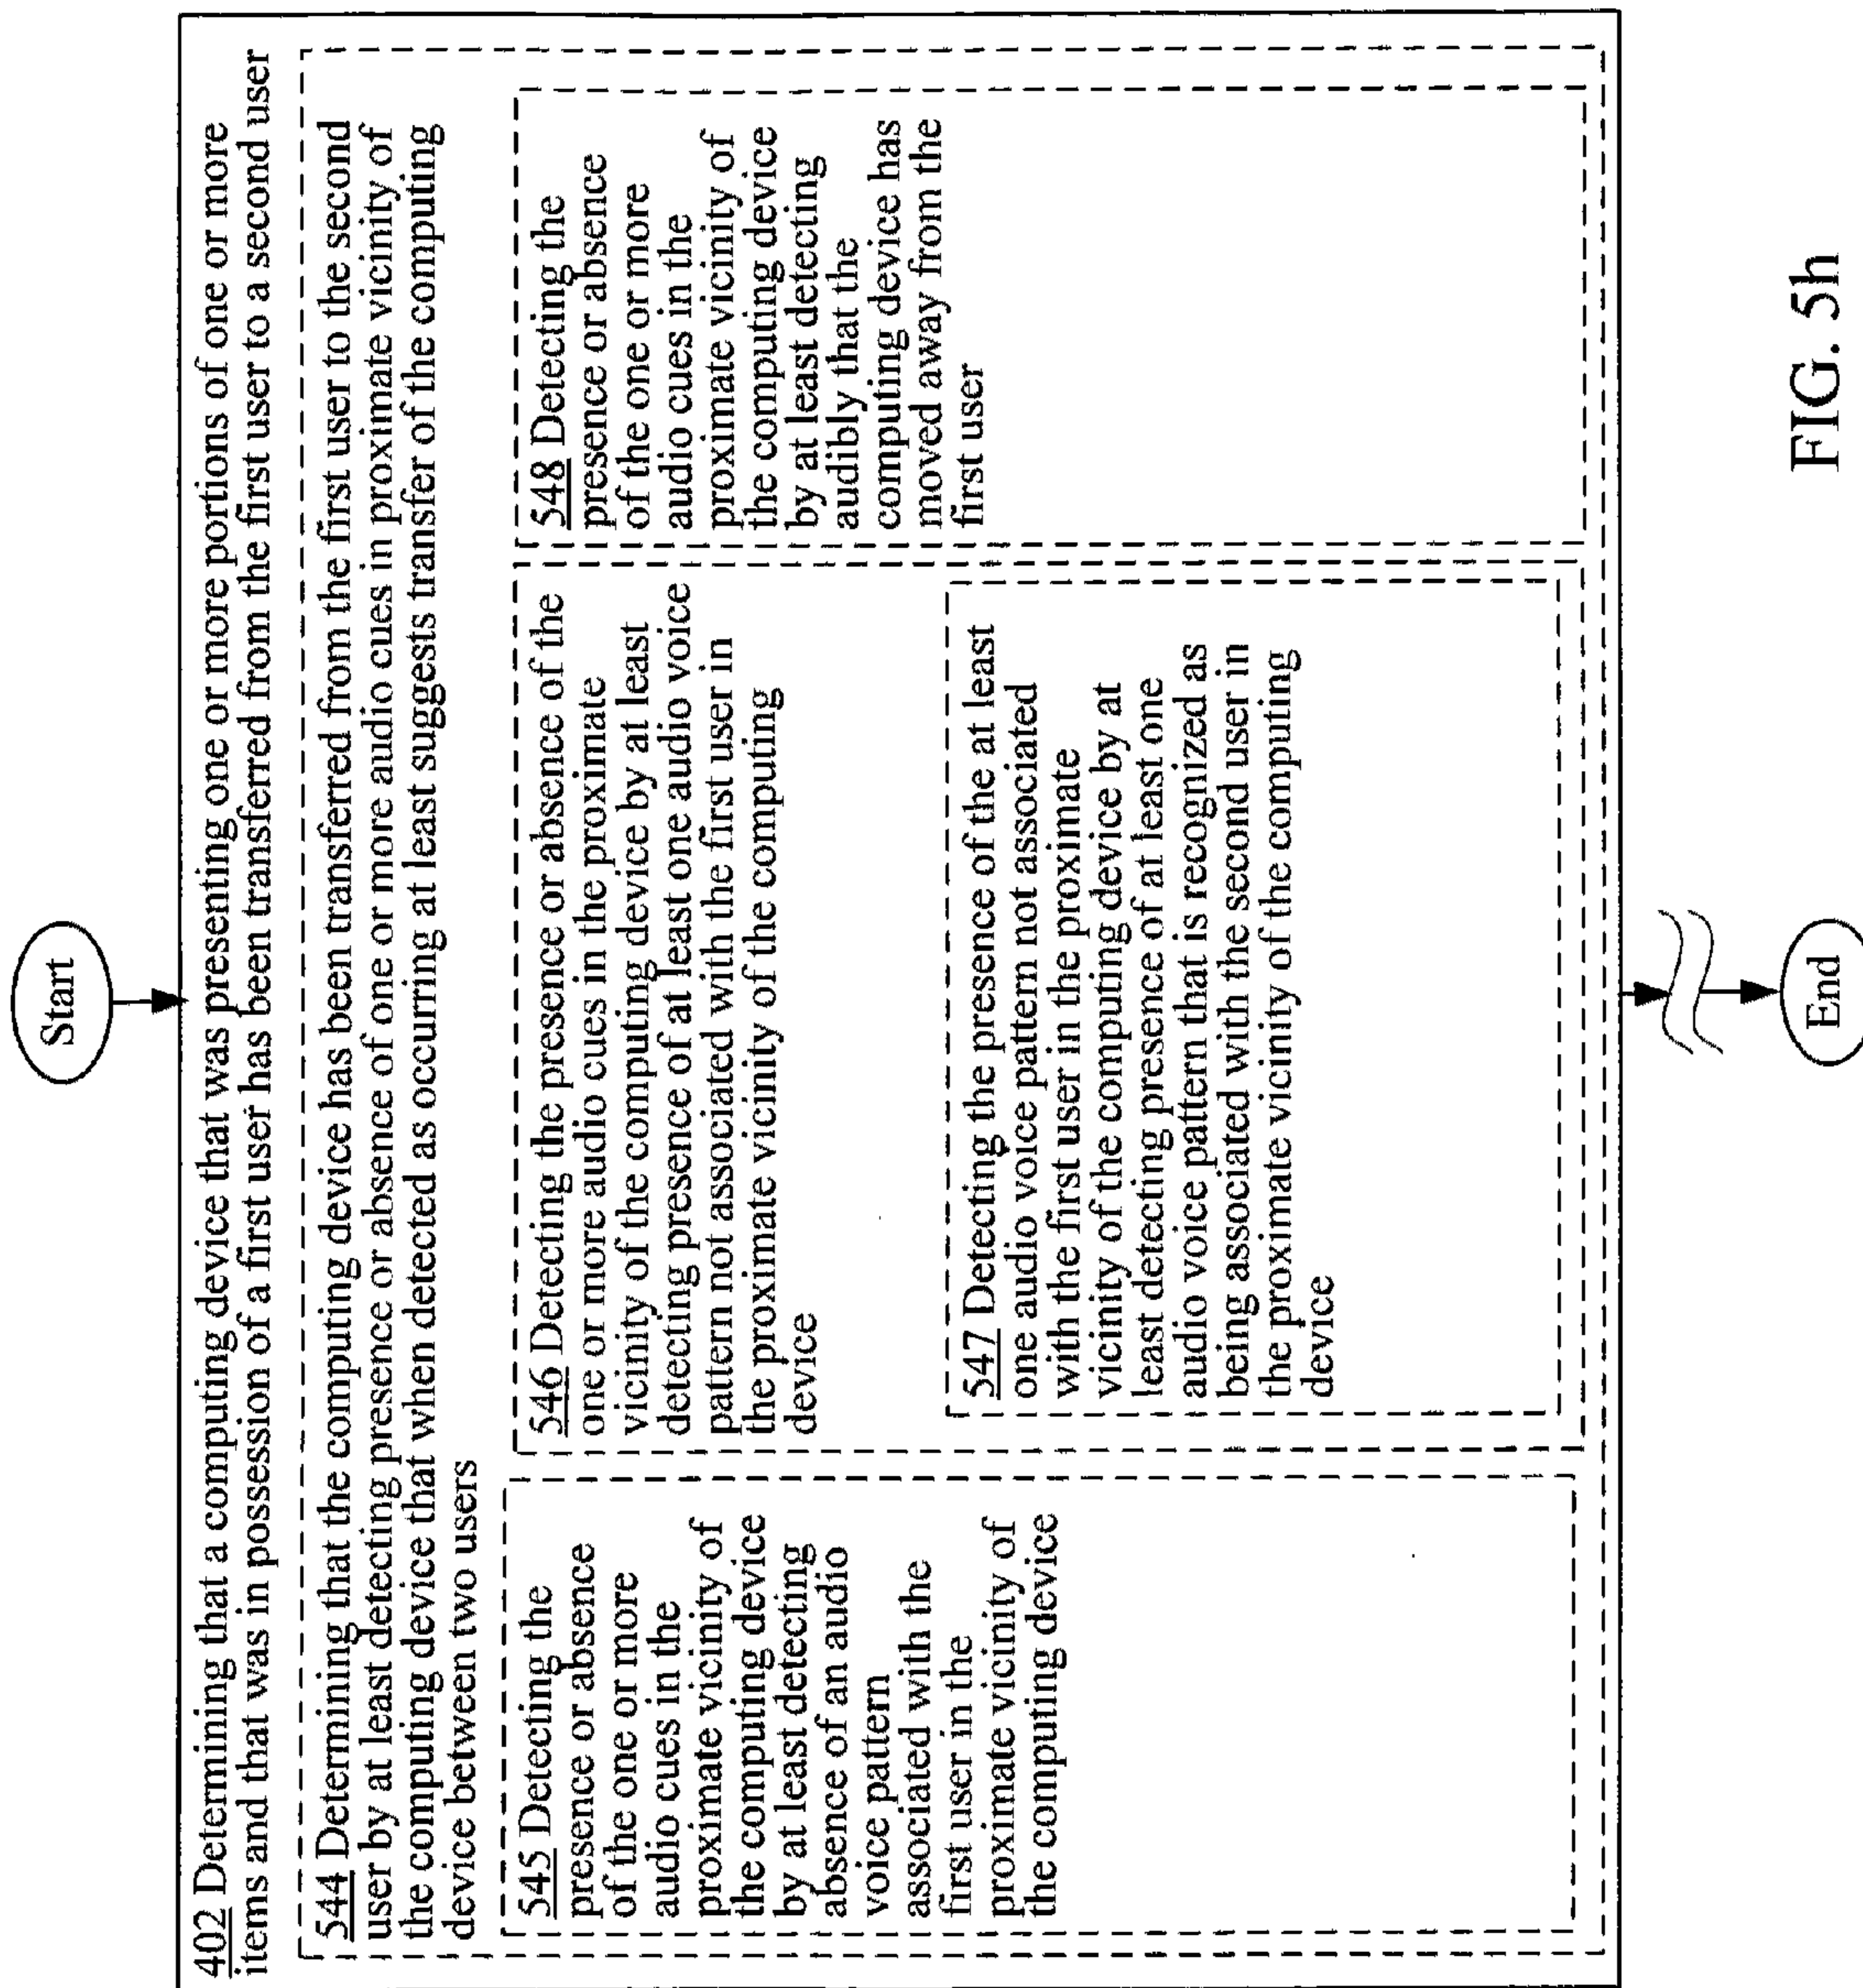 Start
402 Determining that a computing device that was presenting one or more portions of one or more
items and that was in possession of a first user has been transferred from the first user to a second user
544 Determining that the computing device has been transferred from the first user to the second
user by at least detecting presence or absence of one or more audio cues in proximate vicinity of
the computing device that when detected as occurring at least suggests transfer of the computing
device between two users
545 Detecting the
presence or absence
of the one or more
audio cues in the
proximate vicinity of
the computing device
by at least detecting
absence of an audio
voice pattern
associated with the
first user in the
proximate vicinity of
the computing device
546 Detecting the presence or absence of the
one or more audio cues in the proximate
vicinity of the computing device by at least
detecting presence of at least one audio voice
pattern not associated with the first user in
the proximate vicinity of the computing
device
547 Detecting the presence of the at least
one audio voice pattern not associated
with the first user in the proximate
vicinity of the computing device by at
least detecting presence of at least one
audio voice pattern that is recognized as
being associated with the second user in
the proximate vicinity of the computing
device
548 Detecting the
presence or absence
of the one or more
audio cues in the
proximate vicinity of
the computing device
by at least detecting
audibly that the
computing device has
moved away from the
first user
End
FIG. 5h